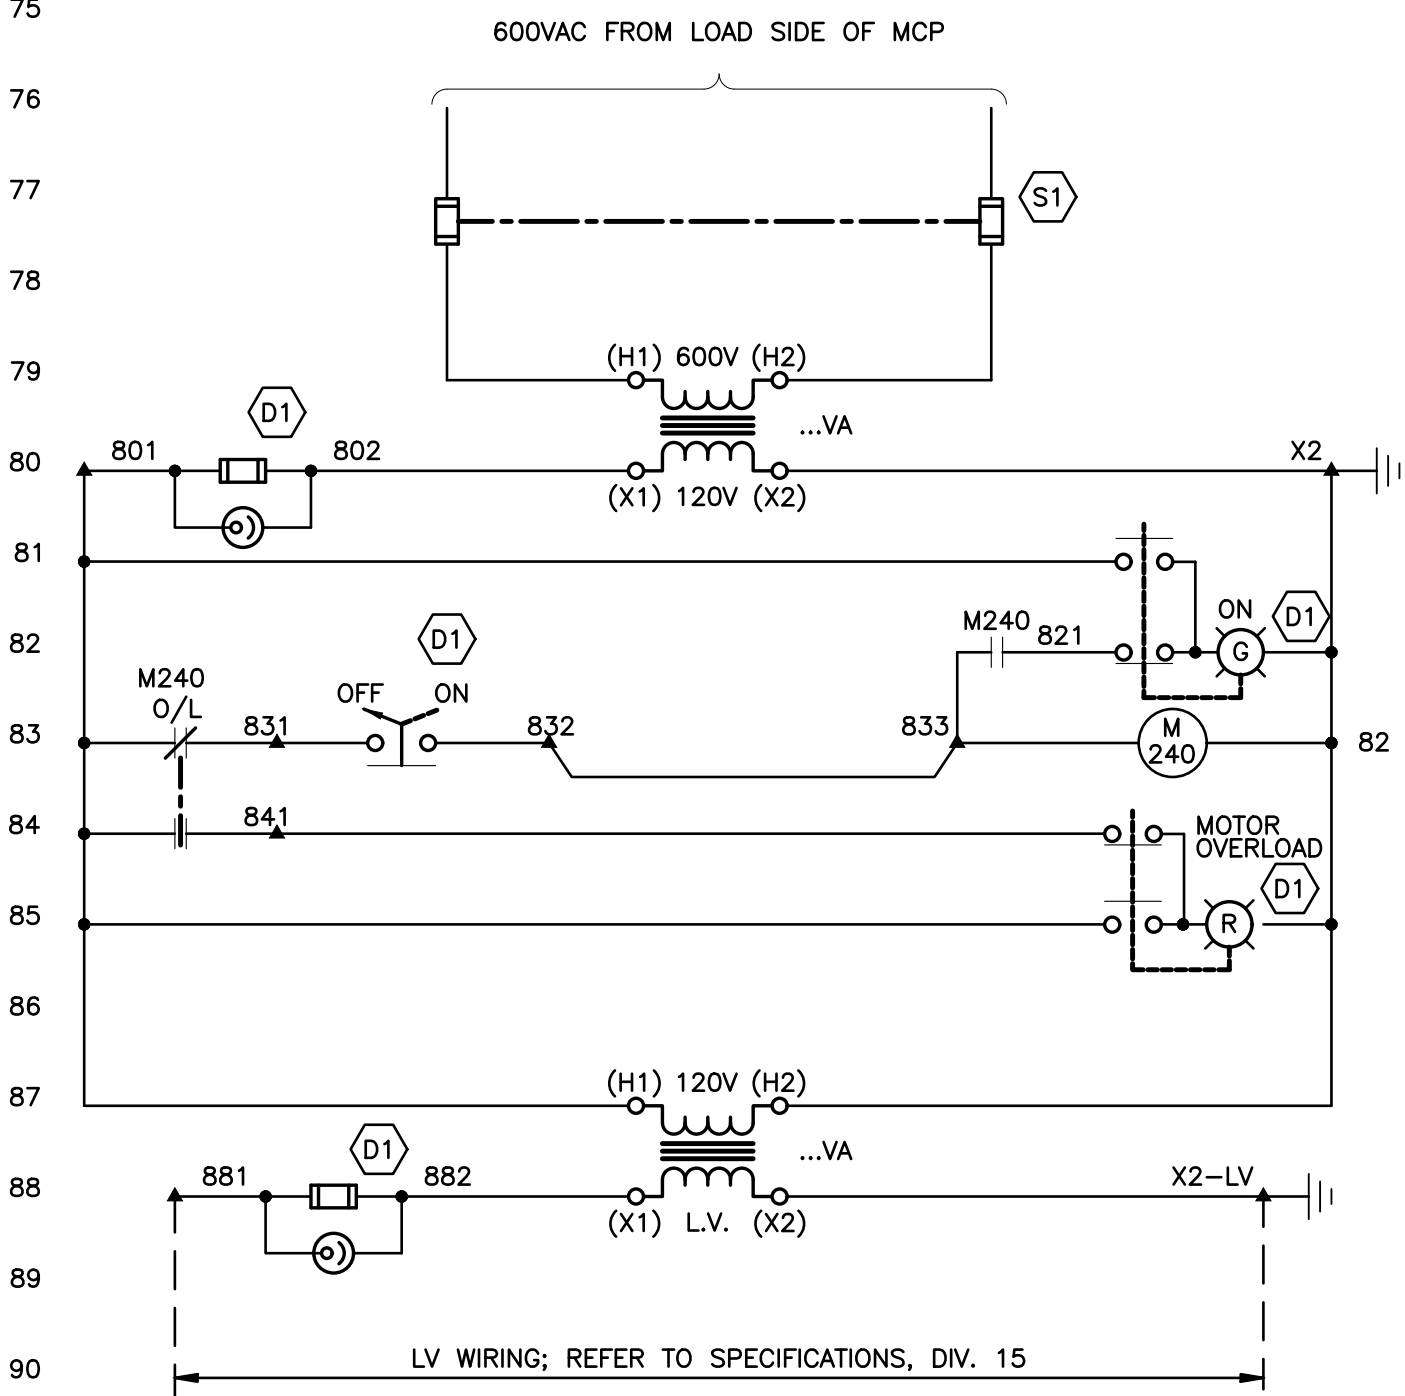 75
600VAC FROM LOAD SIDE OF MCP
76
77
S1
78
79
(H1) 600V (H2)
D1
...VA
80
801
802
(X1) 120V (X2)
X2
81
82
M240
821
ON
D1
D1
M240
O/L
OFF
ON
83
831
832
833
M
240
82
84
841
MOTOR
OVERLOAD
D1
85
R
G
86
87
(H1) 120V (H2)
D1
...VA
88
881
882
(X1) L.V. (X2)
X2-LV
89
90
LV WIRING; REFER TO SPECIFICATIONS, DIV. 15